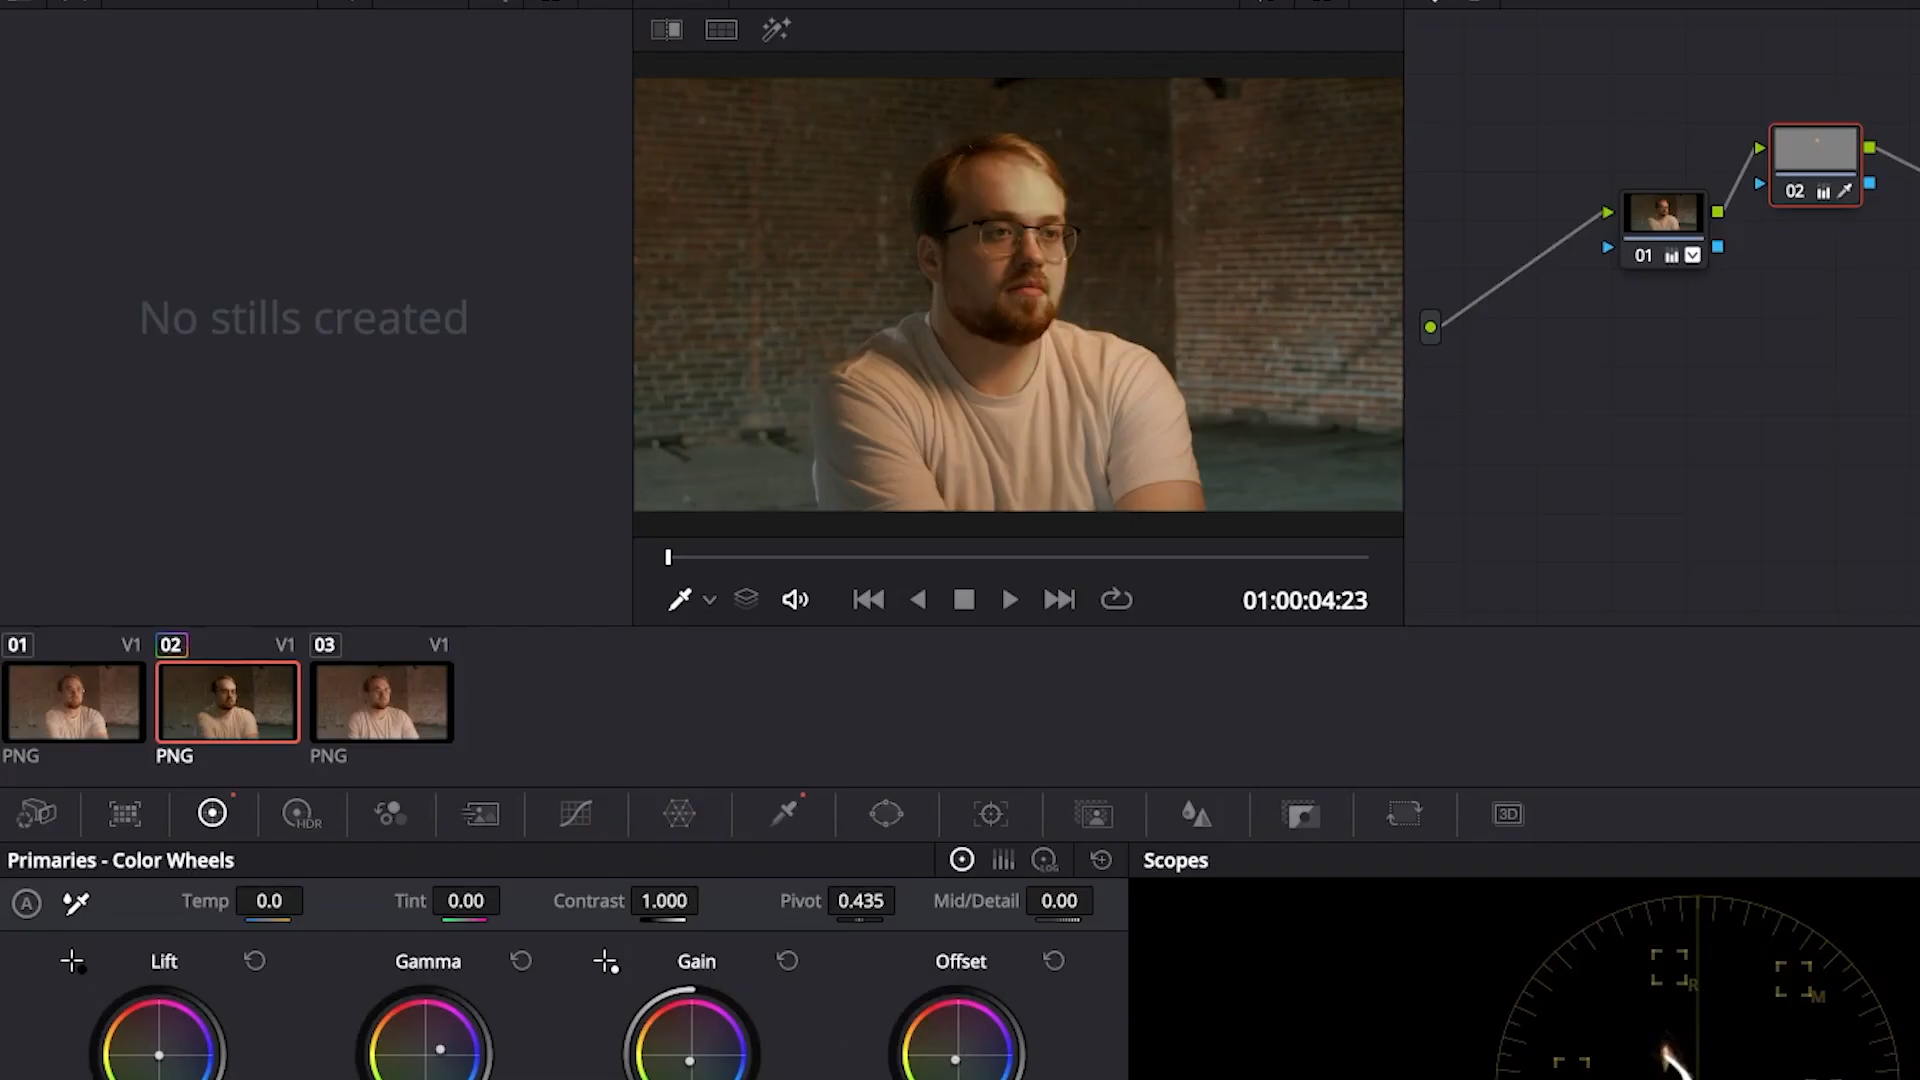 No stills created
02
01
01:00:04:23
01 V1 02 V1 03 V1
PNG PNG PNG
HDR
3D
Primaries - Color Wheels
LOG
Scopes
A
Temp 0.0 Tint 0.00 Contrast 1.000 Pivot 0.435 Mid/Detail 0.00
Lift Gamma Gain Offset
R
M